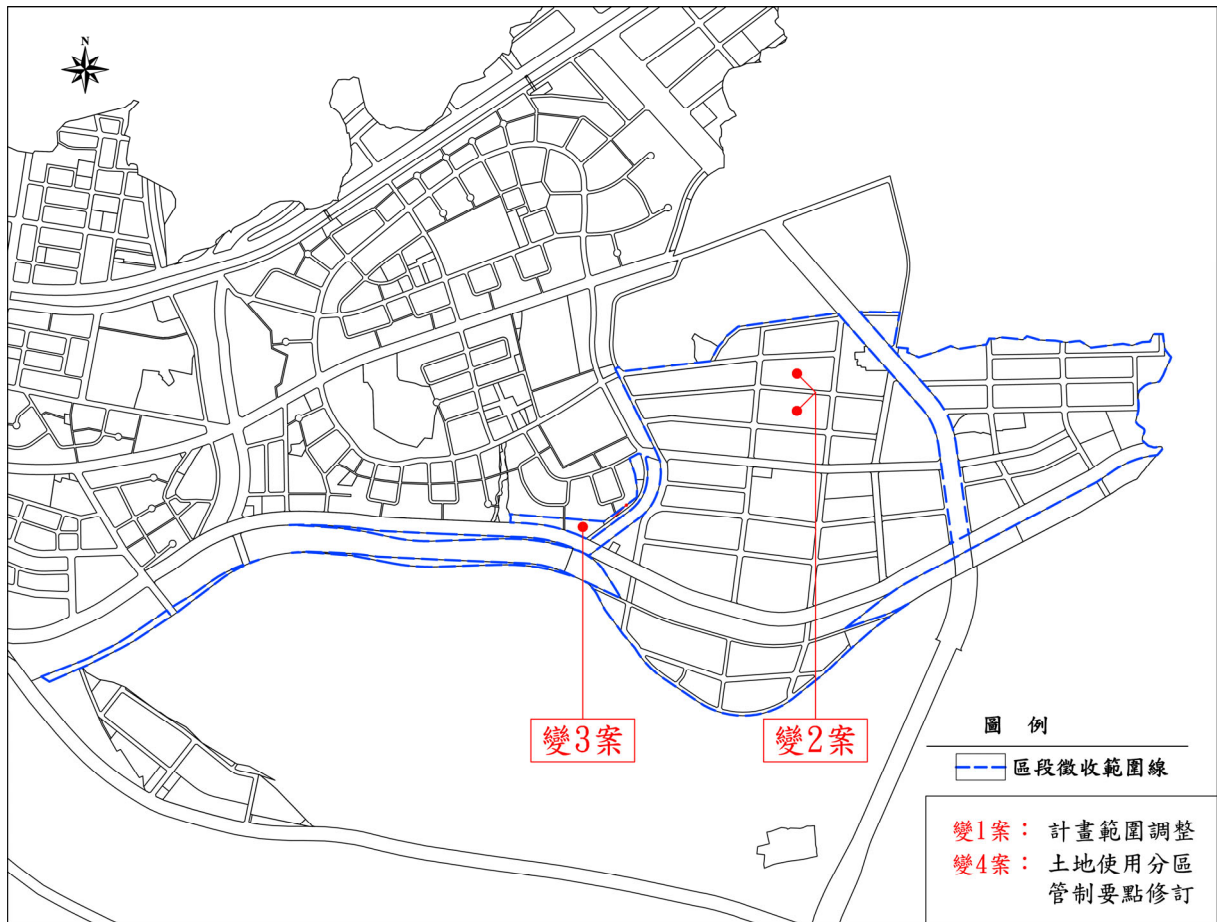 N
變3案
變2案
圖 例
區段徵收範圍線
變1案： 計畫範圍調整
變4案： 土地使用分區
管制要點修訂